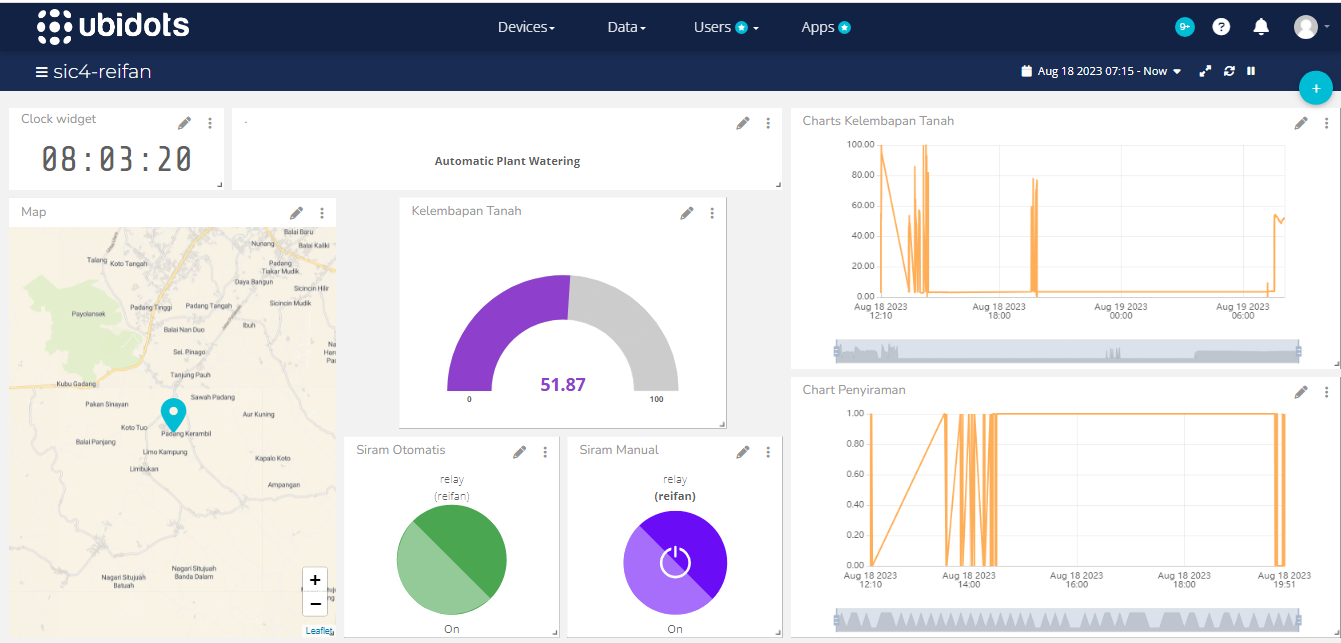 ubidots
Devices
Data
Users
Apps
9+
?
sic4-reifan
Aug 18 2023 07:15 - Now
+
Clock widget
08:03:20
.
Automatic Plant Watering
Map
Balai Baru
Nunang
Balai Kaliki
Talang
Koto Tangah
Padang
Tiakar Mudik
Daya Bangun
Sicincin Hilir
Padang Tinggi
Padang Tangah
Sicincin Mudik
Payolansek
Balai Nan Duo
Ibuh
Sei. Pinago
Na
Har
Pa
Tanjung Pauh
Kubu Gadang
Sawah Padang
Pakan Sinayan
Aur Kuning
Koto Tuo
Padang Kerambil
Balai Panjang
Limo Kampung
Limbukan
Kapalo Koto
Ampangan
Nagari Situjuah
Batuah
Nagari Situjuah
Banda Dalam
+
−
Leaflet
Kelembapan Tanah
51.87
0
100
Siram Otomatis
relay
(reifan)
On
Siram Manual
relay
(reifan)
On
Charts Kelembapan Tanah
100.00
80.00
60.00
40.00
20.00
0.00
Aug 18 2023
12:10
Aug 18 2023
18:00
Aug 19 2023
00:00
Aug 19 2023
06:00
Chart Penyiraman
1.00
0.80
0.60
0.40
0.20
0.00
Aug 18 2023
12:10
Aug 18 2023
14:00
Aug 18 2023
16:00
Aug 18 2023
18:00
Aug 18 2023
19:51